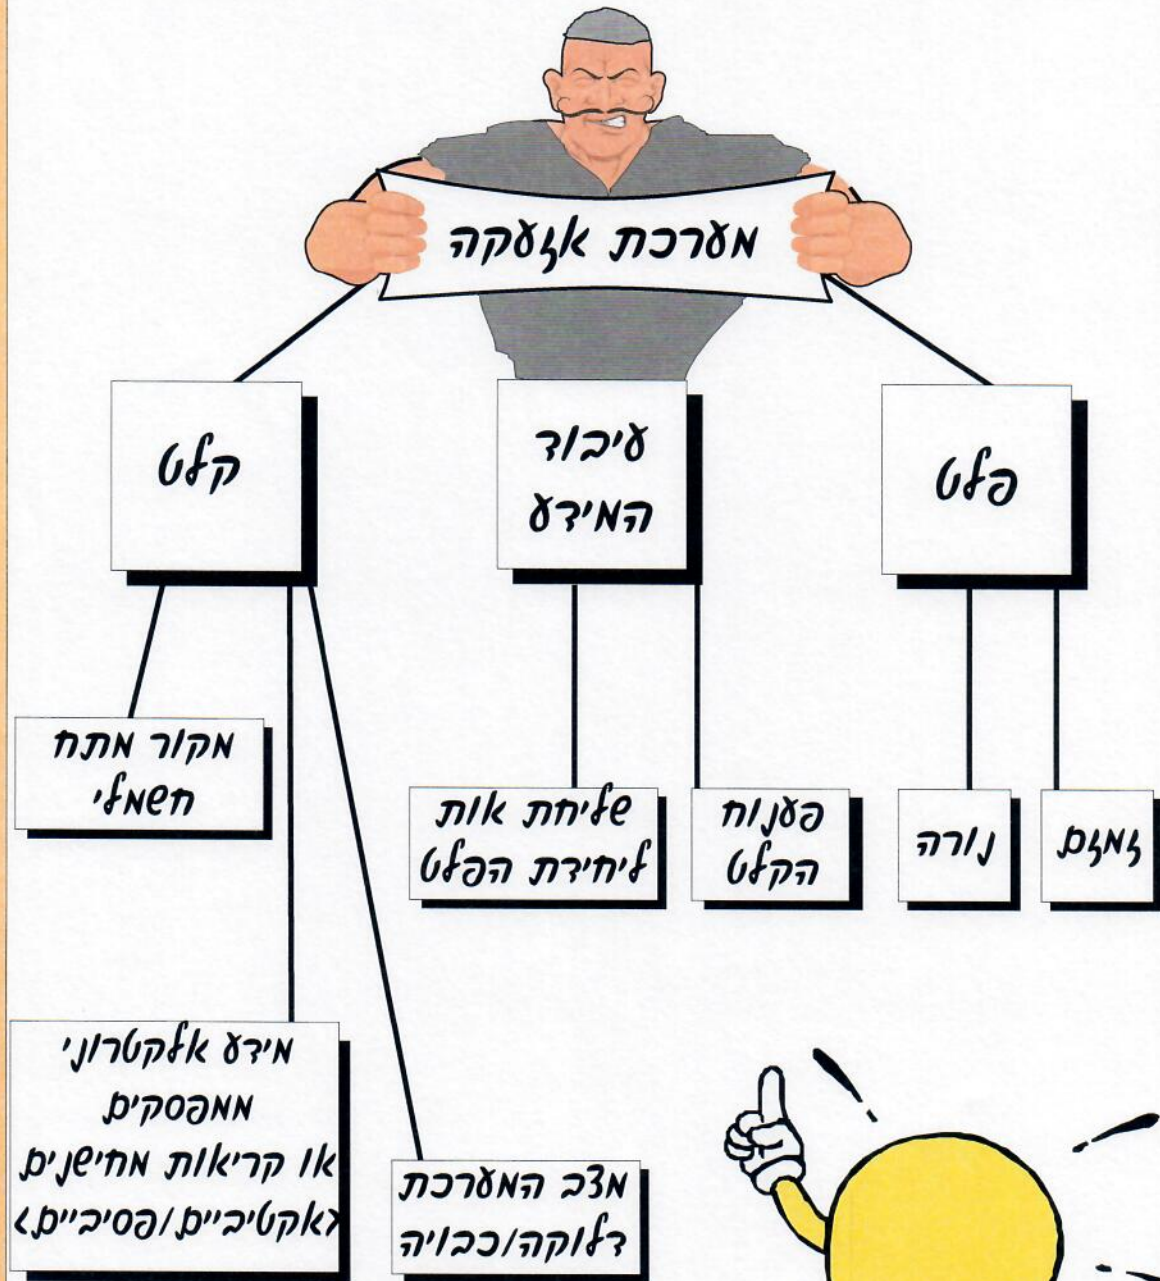 מערכת אזעקה
קלט
עיבוד
המידע
פלט
מקור מתח
חשמלי
שליחת אות
ליחידת הפלט
פענוח
הקלט
נורה
זמזם
מידע אלקטרוני
ממפסקים
או קריאות מחישנים
<אקטיביים/פסיביים>
מצב המערכת
דלוקה/כבויה